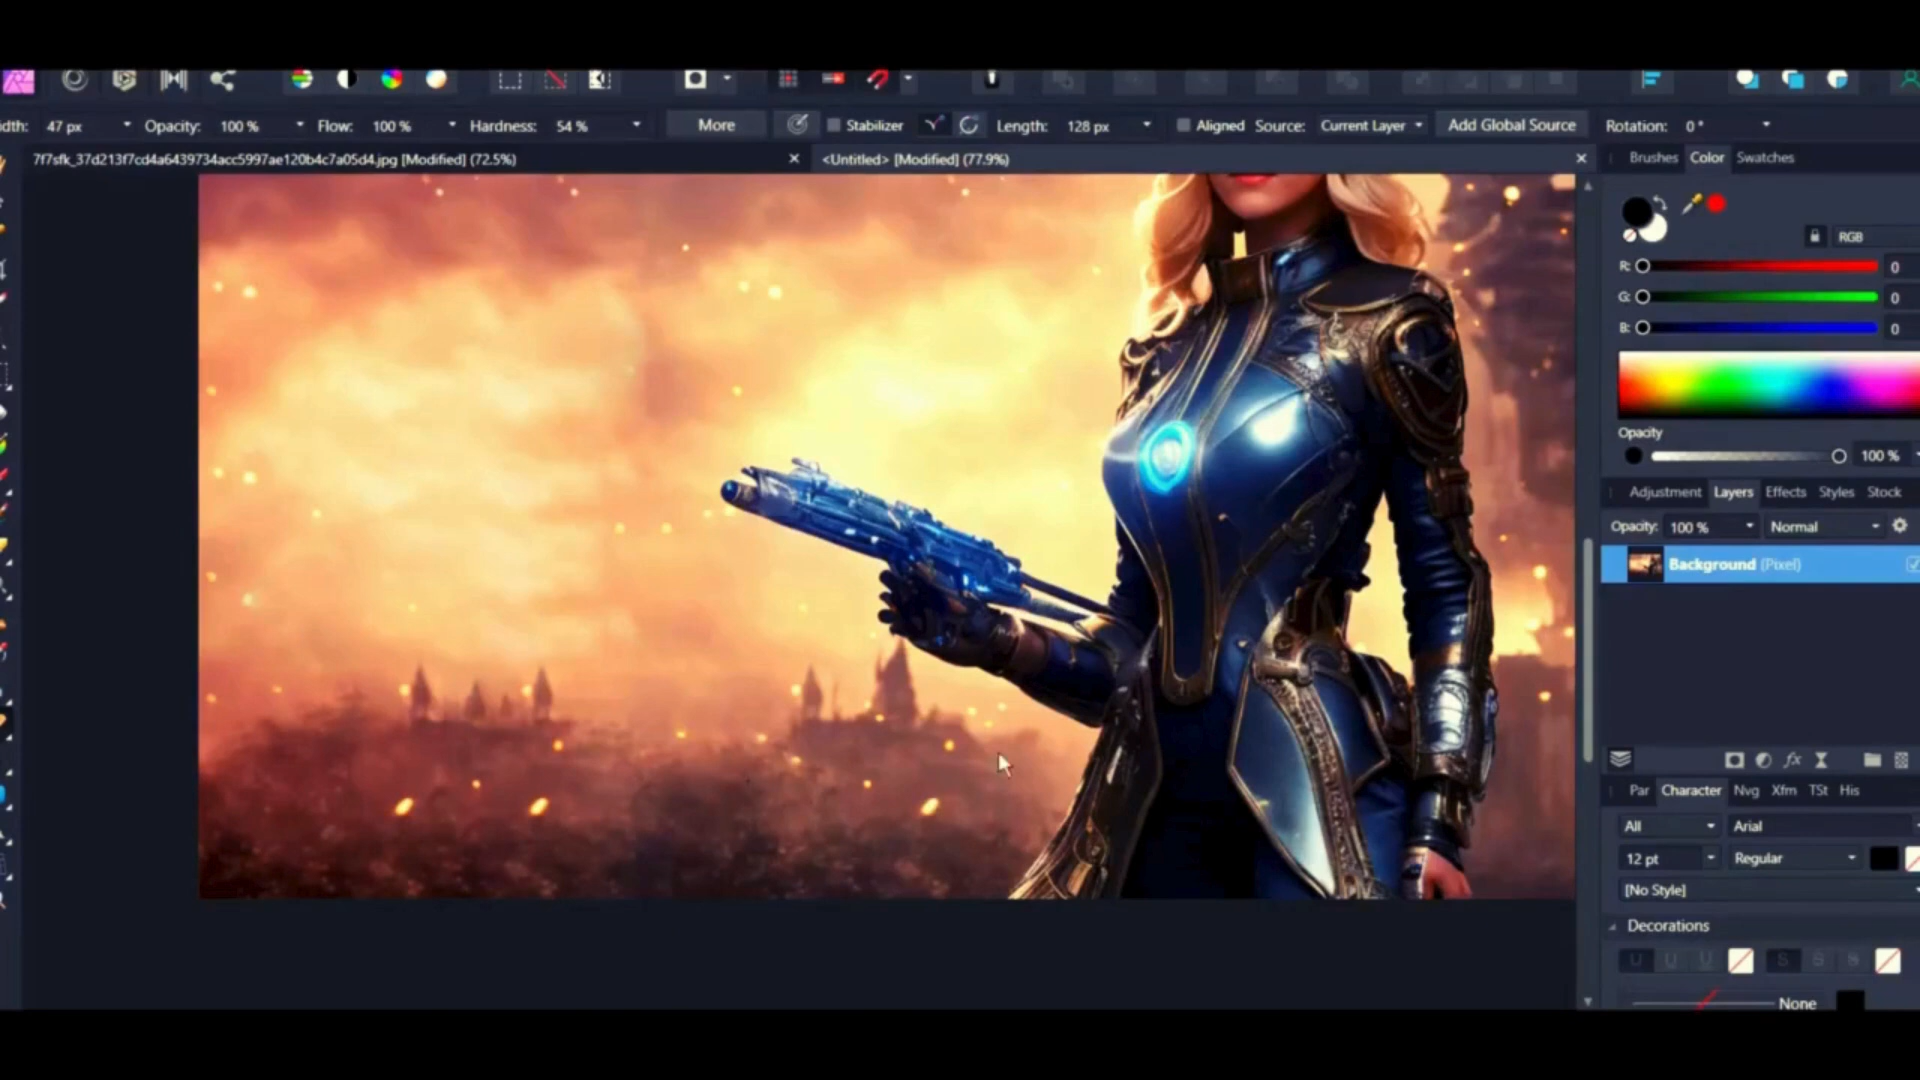 idth: 47 px Opacity: 100 % Flow: 100 % Hardness: 54 % More Stabilizer Length: 128 px Aligned Source: Current Layer Add Global Source Rotation: 0 °
7f7sfk_37d213f7cd4a6439734acc5997ae120b4c7a05d4.jpg [Modified] (72.5%) <Untitled> [Modified] (77.9%)
Brushes Color Swatches
RGB
R: 0
G: 0
B: 0
Opacity
100 %
Adjustment Layers Effects Styles Stock
Opacity: 100 % Normal
Background (Pixel)
Par Character Nvg Xfm TSt His
All Arial
12 pt Regular
[No Style]
Decorations
U U U S S S
None